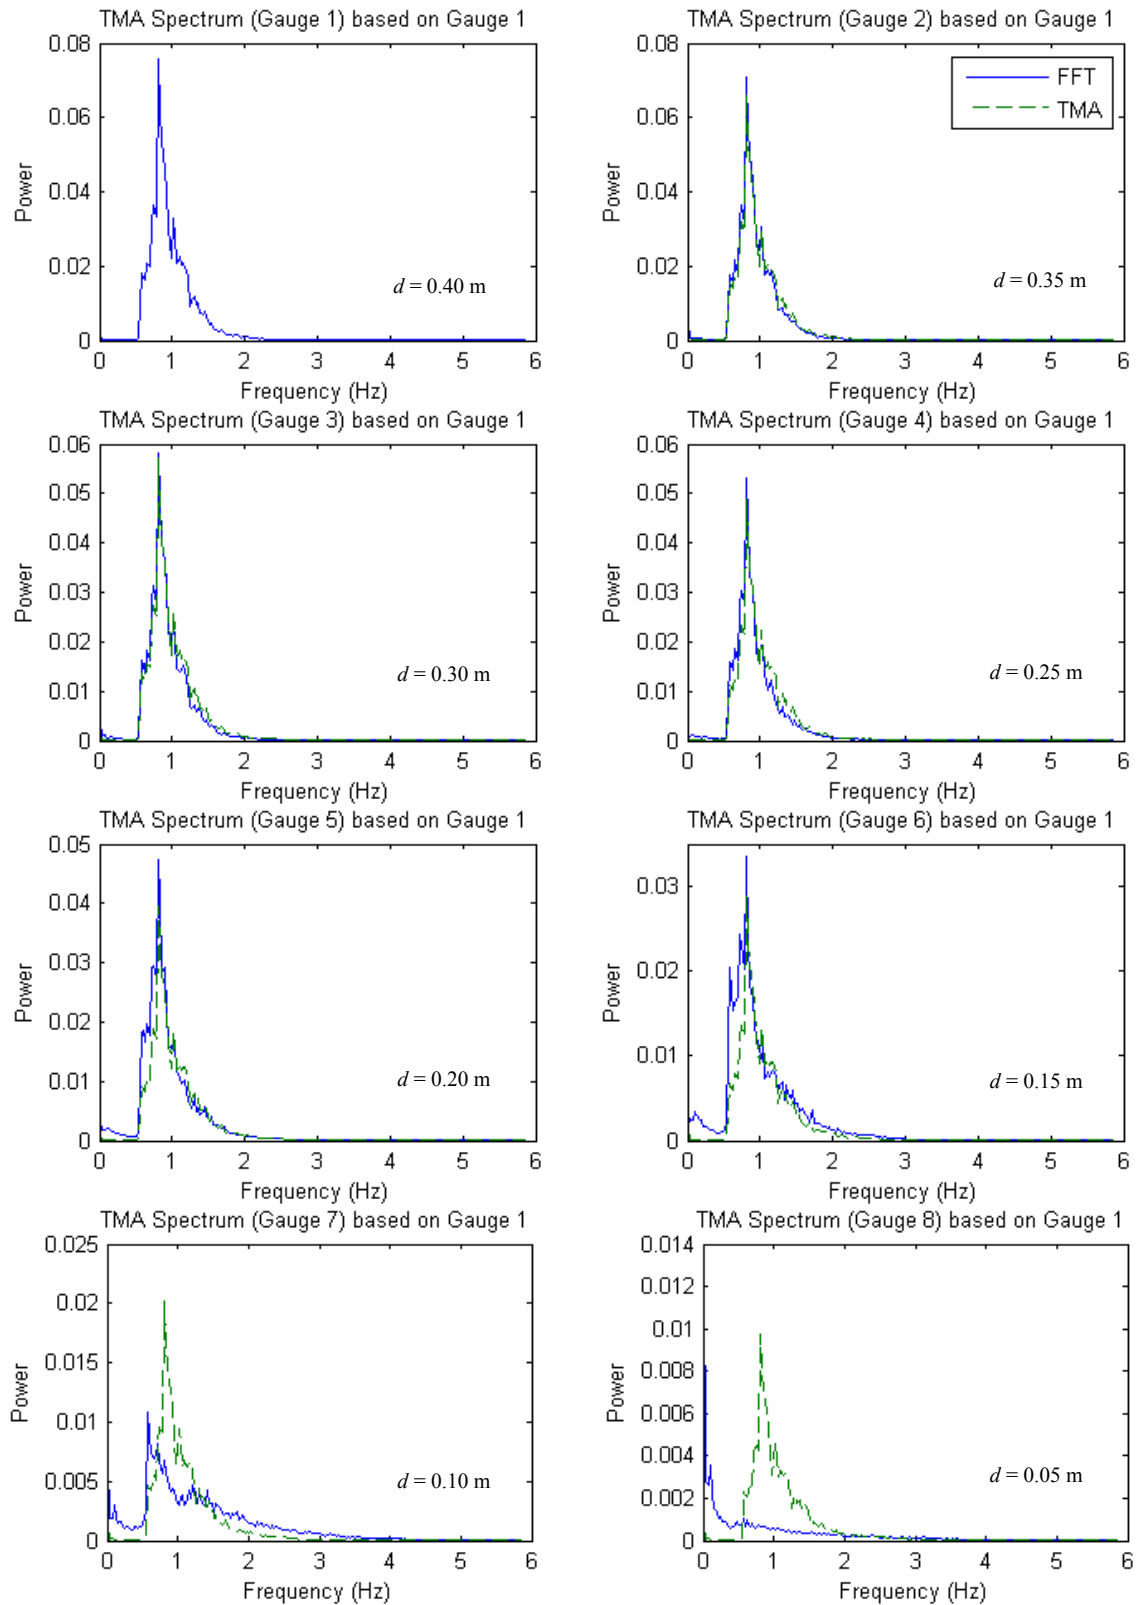 TMA Spectrum (Gauge 1) based on Gauge 1
0.08
0.06
0.04
0.02
0
Power
d = 0.40 m
0 1 2 3 4 5 6
Frequency (Hz)
TMA Spectrum (Gauge 2) based on Gauge 1
0.08
0.06
0.04
0.02
0
Power
FFT
TMA
d = 0.35 m
0 1 2 3 4 5 6
Frequency (Hz)
TMA Spectrum (Gauge 3) based on Gauge 1
0.06
0.05
0.04
0.03
0.02
0.01
0
Power
d = 0.30 m
0 1 2 3 4 5 6
Frequency (Hz)
TMA Spectrum (Gauge 4) based on Gauge 1
0.06
0.05
0.04
0.03
0.02
0.01
0
Power
d = 0.25 m
0 1 2 3 4 5 6
Frequency (Hz)
TMA Spectrum (Gauge 5) based on Gauge 1
0.05
0.04
0.03
0.02
0.01
0
Power
d = 0.20 m
0 1 2 3 4 5 6
Frequency (Hz)
TMA Spectrum (Gauge 6) based on Gauge 1
0.03
0.02
0.01
0
Power
d = 0.15 m
0 1 2 3 4 5 6
Frequency (Hz)
TMA Spectrum (Gauge 7) based on Gauge 1
0.025
0.02
0.015
0.01
0.005
0
Power
d = 0.10 m
0 1 2 3 4 5 6
Frequency (Hz)
TMA Spectrum (Gauge 8) based on Gauge 1
0.014
0.012
0.01
0.008
0.006
0.004
0.002
0
Power
d = 0.05 m
0 1 2 3 4 5 6
Frequency (Hz)